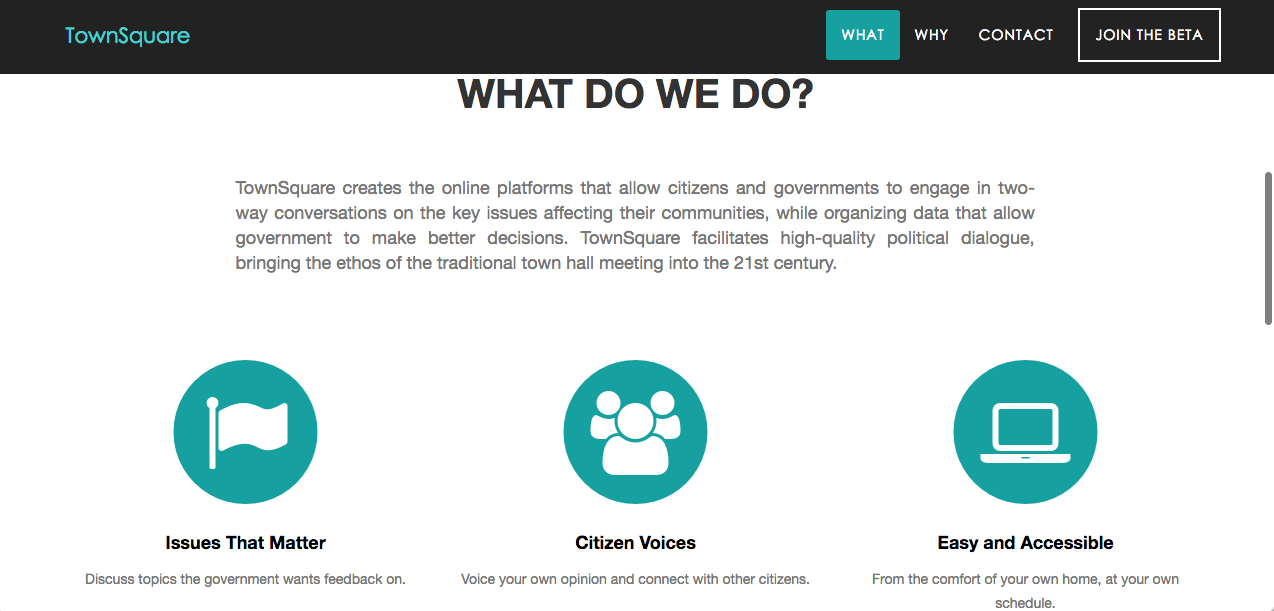 TownSquare
WHAT
WHY
CONTACT
JOIN THE BETA
WHAT DO WE DO?
TownSquare creates the online platforms that allow citizens and governments to engage in two-
way conversations on the key issues affecting their communities, while organizing data that allow
government to make better decisions. TownSquare facilitates high-quality political dialogue,
bringing the ethos of the traditional town hall meeting into the 21st century.
Issues That Matter
Discuss topics the government wants feedback on.
Citizen Voices
Voice your own opinion and connect with other citizens.
Easy and Accessible
From the comfort of your own home, at your own
schedule.